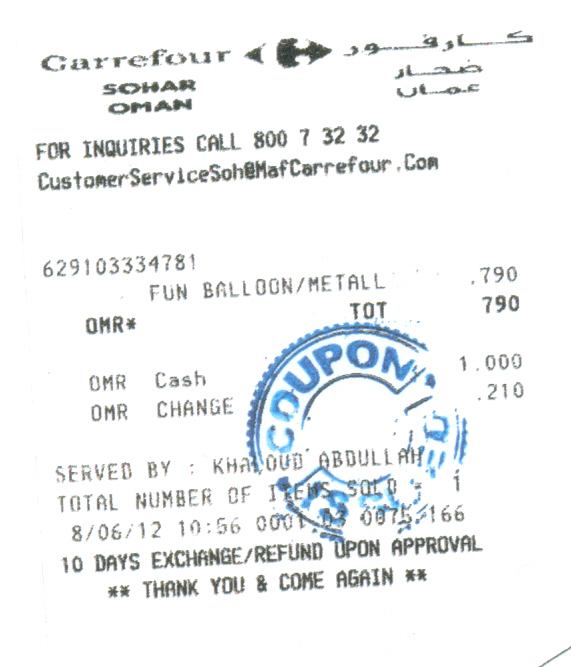 Carrefour كارفور
SOHAR صحار
OMAN عمان
FOR INQUIRIES CALL 800 7 32 32
CustomerServiceSoh@MafCarrefour.Com
629103334781
FUN BALLOON/METALL .790
OMR* TOT 790
OMR Cash 1.000
OMR CHANGE .210
COUPON
SERVED BY : KHALOUD ABDULLAH
TOTAL NUMBER OF ITEMS SOLD = 1
8/06/12 10:56 0001 03 0075 166
10 DAYS EXCHANGE/REFUND UPON APPROVAL
** THANK YOU & COME AGAIN **